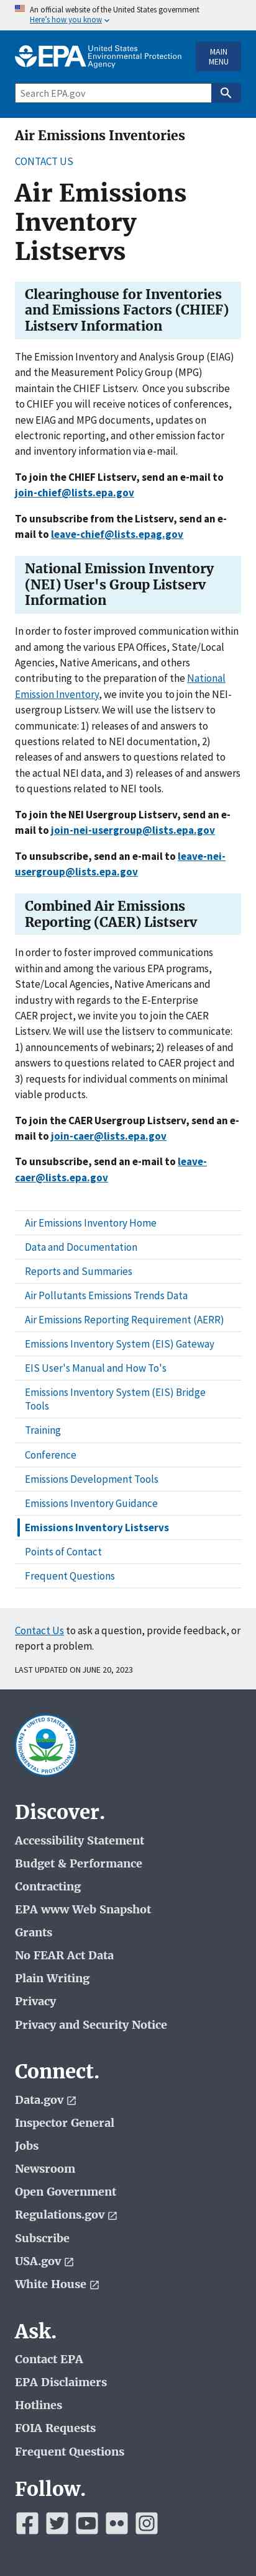 An official website of the United States government
Here's how you know
EPA United States
Environmental Protection
Agency
MAIN
MENU
Search EPA.gov
Air Emissions Inventories
CONTACT US
Air Emissions
Inventory
Listservs
Clearinghouse for Inventories
and Emissions Factors (CHIEF)
Listserv Information
The Emission Inventory and Analysis Group (EIAG)
and the Measurement Policy Group (MPG)
maintain the CHIEF Listserv. Once you subscribe
to CHIEF you will receive notices of conferences,
new EIAG and MPG documents, updates on
electronic reporting, and other emission factor
and inventory information via e-mail.
To join the CHIEF Listserv, send an e-mail to
join-chief@lists.epa.gov
To unsubscribe from the Listserv, send an e-
mail to leave-chief@lists.epag.gov
National Emission Inventory
(NEI) User's Group Listserv
Information
In order to foster improved communication within
and among the various EPA Offices, State/Local
Agencies, Native Americans, and others
contributing to the preparation of the National
Emission Inventory, we invite you to join the NEI-
usergroup Listserv. We will use the listserv to
communicate: 1) releases of and answers to
questions related to NEI documentation, 2)
releases of and answers to questions related to
the actual NEI data, and 3) releases of and answers
to questions related to NEI tools.
To join the NEI Usergroup Listserv, send an e-
mail to join-nei-usergroup@lists.epa.gov
To unsubscribe, send an e-mail to leave-nei-
usergroup@lists.epa.gov
Combined Air Emissions
Reporting (CAER) Listserv
In order to foster improved communications
within and among various EPA programs,
State/Local Agencies, Native Americans and
industry with regards to the E-Enterprise
CAER project, we invite you to join the CAER
Listserv. We will use the listserv to communicate:
1) announcements of webinars, 2) releases of and
answers to questions related to CAER project and
3) requests for individual comments on minimal
viable products.
To join the CAER Usergroup Listserv, send an e-
mail to join-caer@lists.epa.gov
To unsubscribe, send an e-mail to leave-
caer@lists.epa.gov
Air Emissions Inventory Home
Data and Documentation
Reports and Summaries
Air Pollutants Emissions Trends Data
Air Emissions Reporting Requirement (AERR)
Emissions Inventory System (EIS) Gateway
EIS User's Manual and How To's
Emissions Inventory System (EIS) Bridge
Tools
Training
Conference
Emissions Development Tools
Emissions Inventory Guidance
Emissions Inventory Listservs
Points of Contact
Frequent Questions
Contact Us to ask a question, provide feedback, or
report a problem.
LAST UPDATED ON JUNE 20, 2023
UNITED STATES ENVIRONMENTAL PROTECTION AGENCY
Discover.
Accessibility Statement
Budget & Performance
Contracting
EPA www Web Snapshot
Grants
No FEAR Act Data
Plain Writing
Privacy
Privacy and Security Notice
Connect.
Data.gov
Inspector General
Jobs
Newsroom
Open Government
Regulations.gov
Subscribe
USA.gov
White House
Ask.
Contact EPA
EPA Disclaimers
Hotlines
FOIA Requests
Frequent Questions
Follow.